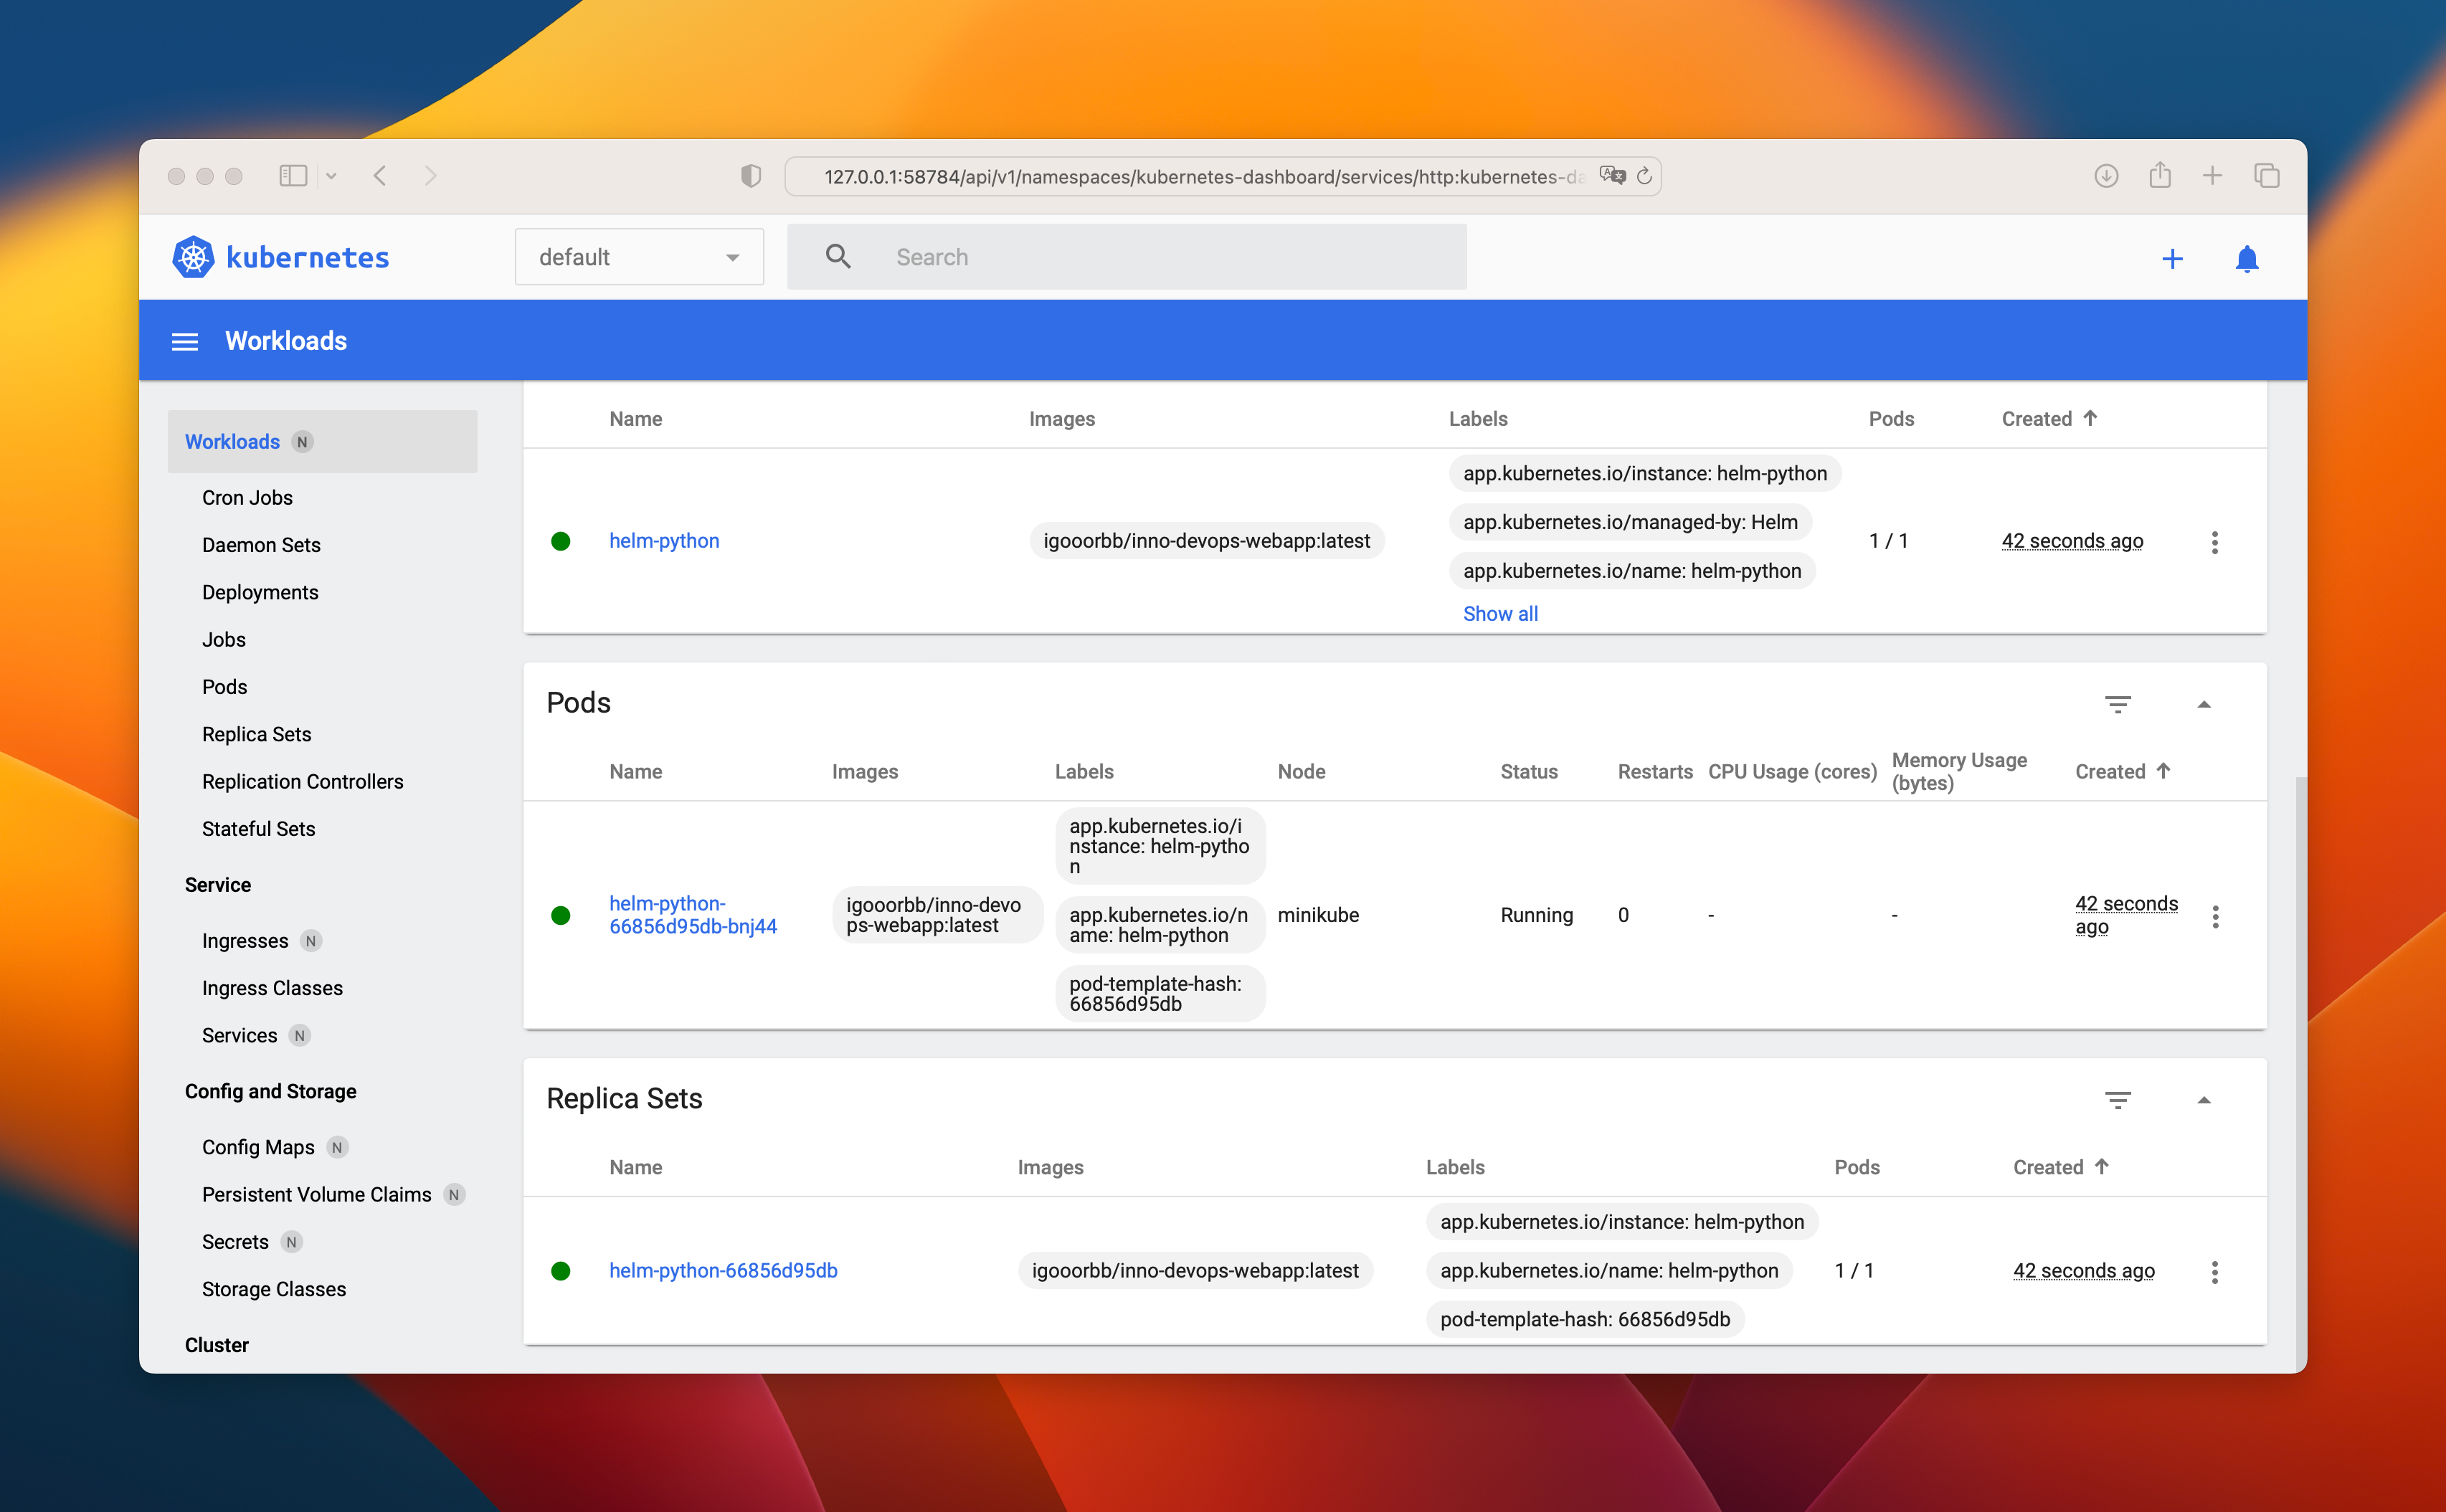 127.0.0.1:58784/api/v1/namespaces/kubernetes-dashboard/services/http:kubernetes-da
kubernetes
default
Search
Workloads
Workloads N
Cron Jobs
Daemon Sets
Deployments
Jobs
Pods
Replica Sets
Replication Controllers
Stateful Sets
Service
Ingresses N
Ingress Classes
Services N
Config and Storage
Config Maps N
Persistent Volume Claims N
Secrets N
Storage Classes
Cluster
Name Images Labels Pods Created
helm-python igooorbb/inno-devops-webapp:latest
app.kubernetes.io/instance: helm-python
app.kubernetes.io/managed-by: Helm
app.kubernetes.io/name: helm-python
Show all
1 / 1 42 seconds ago
Pods
Name Images Labels Node Status Restarts CPU Usage (cores) Memory Usage
(bytes) Created
helm-python-
66856d95db-bnj44
igooorbb/inno-devo
ps-webapp:latest
app.kubernetes.io/i
nstance: helm-pytho
n
app.kubernetes.io/n
ame: helm-python
pod-template-hash:
66856d95db
minikube Running 0 - -
42 seconds
ago
Replica Sets
Name Images Labels Pods Created
helm-python-66856d95db igooorbb/inno-devops-webapp:latest
app.kubernetes.io/instance: helm-python
app.kubernetes.io/name: helm-python
pod-template-hash: 66856d95db
1 / 1 42 seconds ago